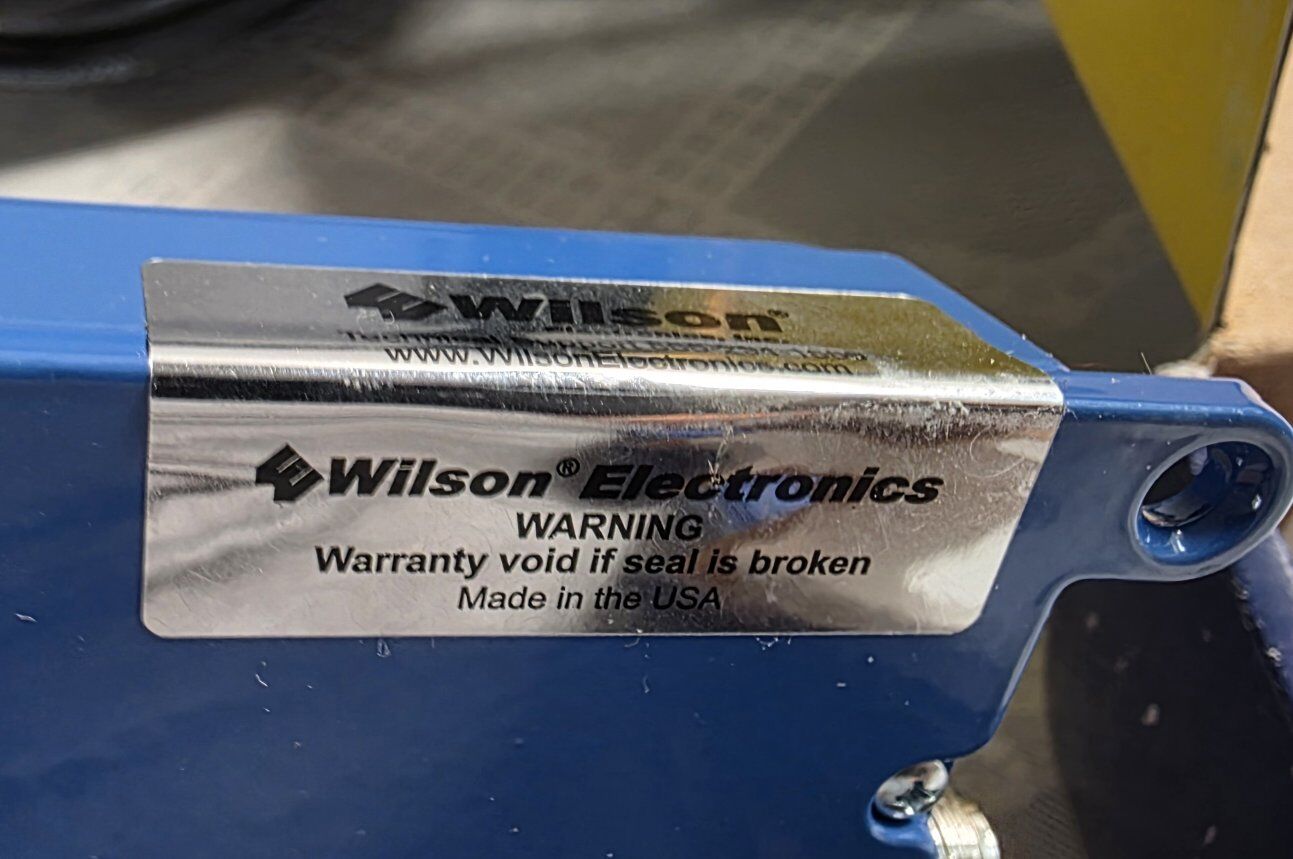 Wilson®
www.WilsonElectronics.com
Wilson® Electronics
WARNING
Warranty void if seal is broken
Made in the USA